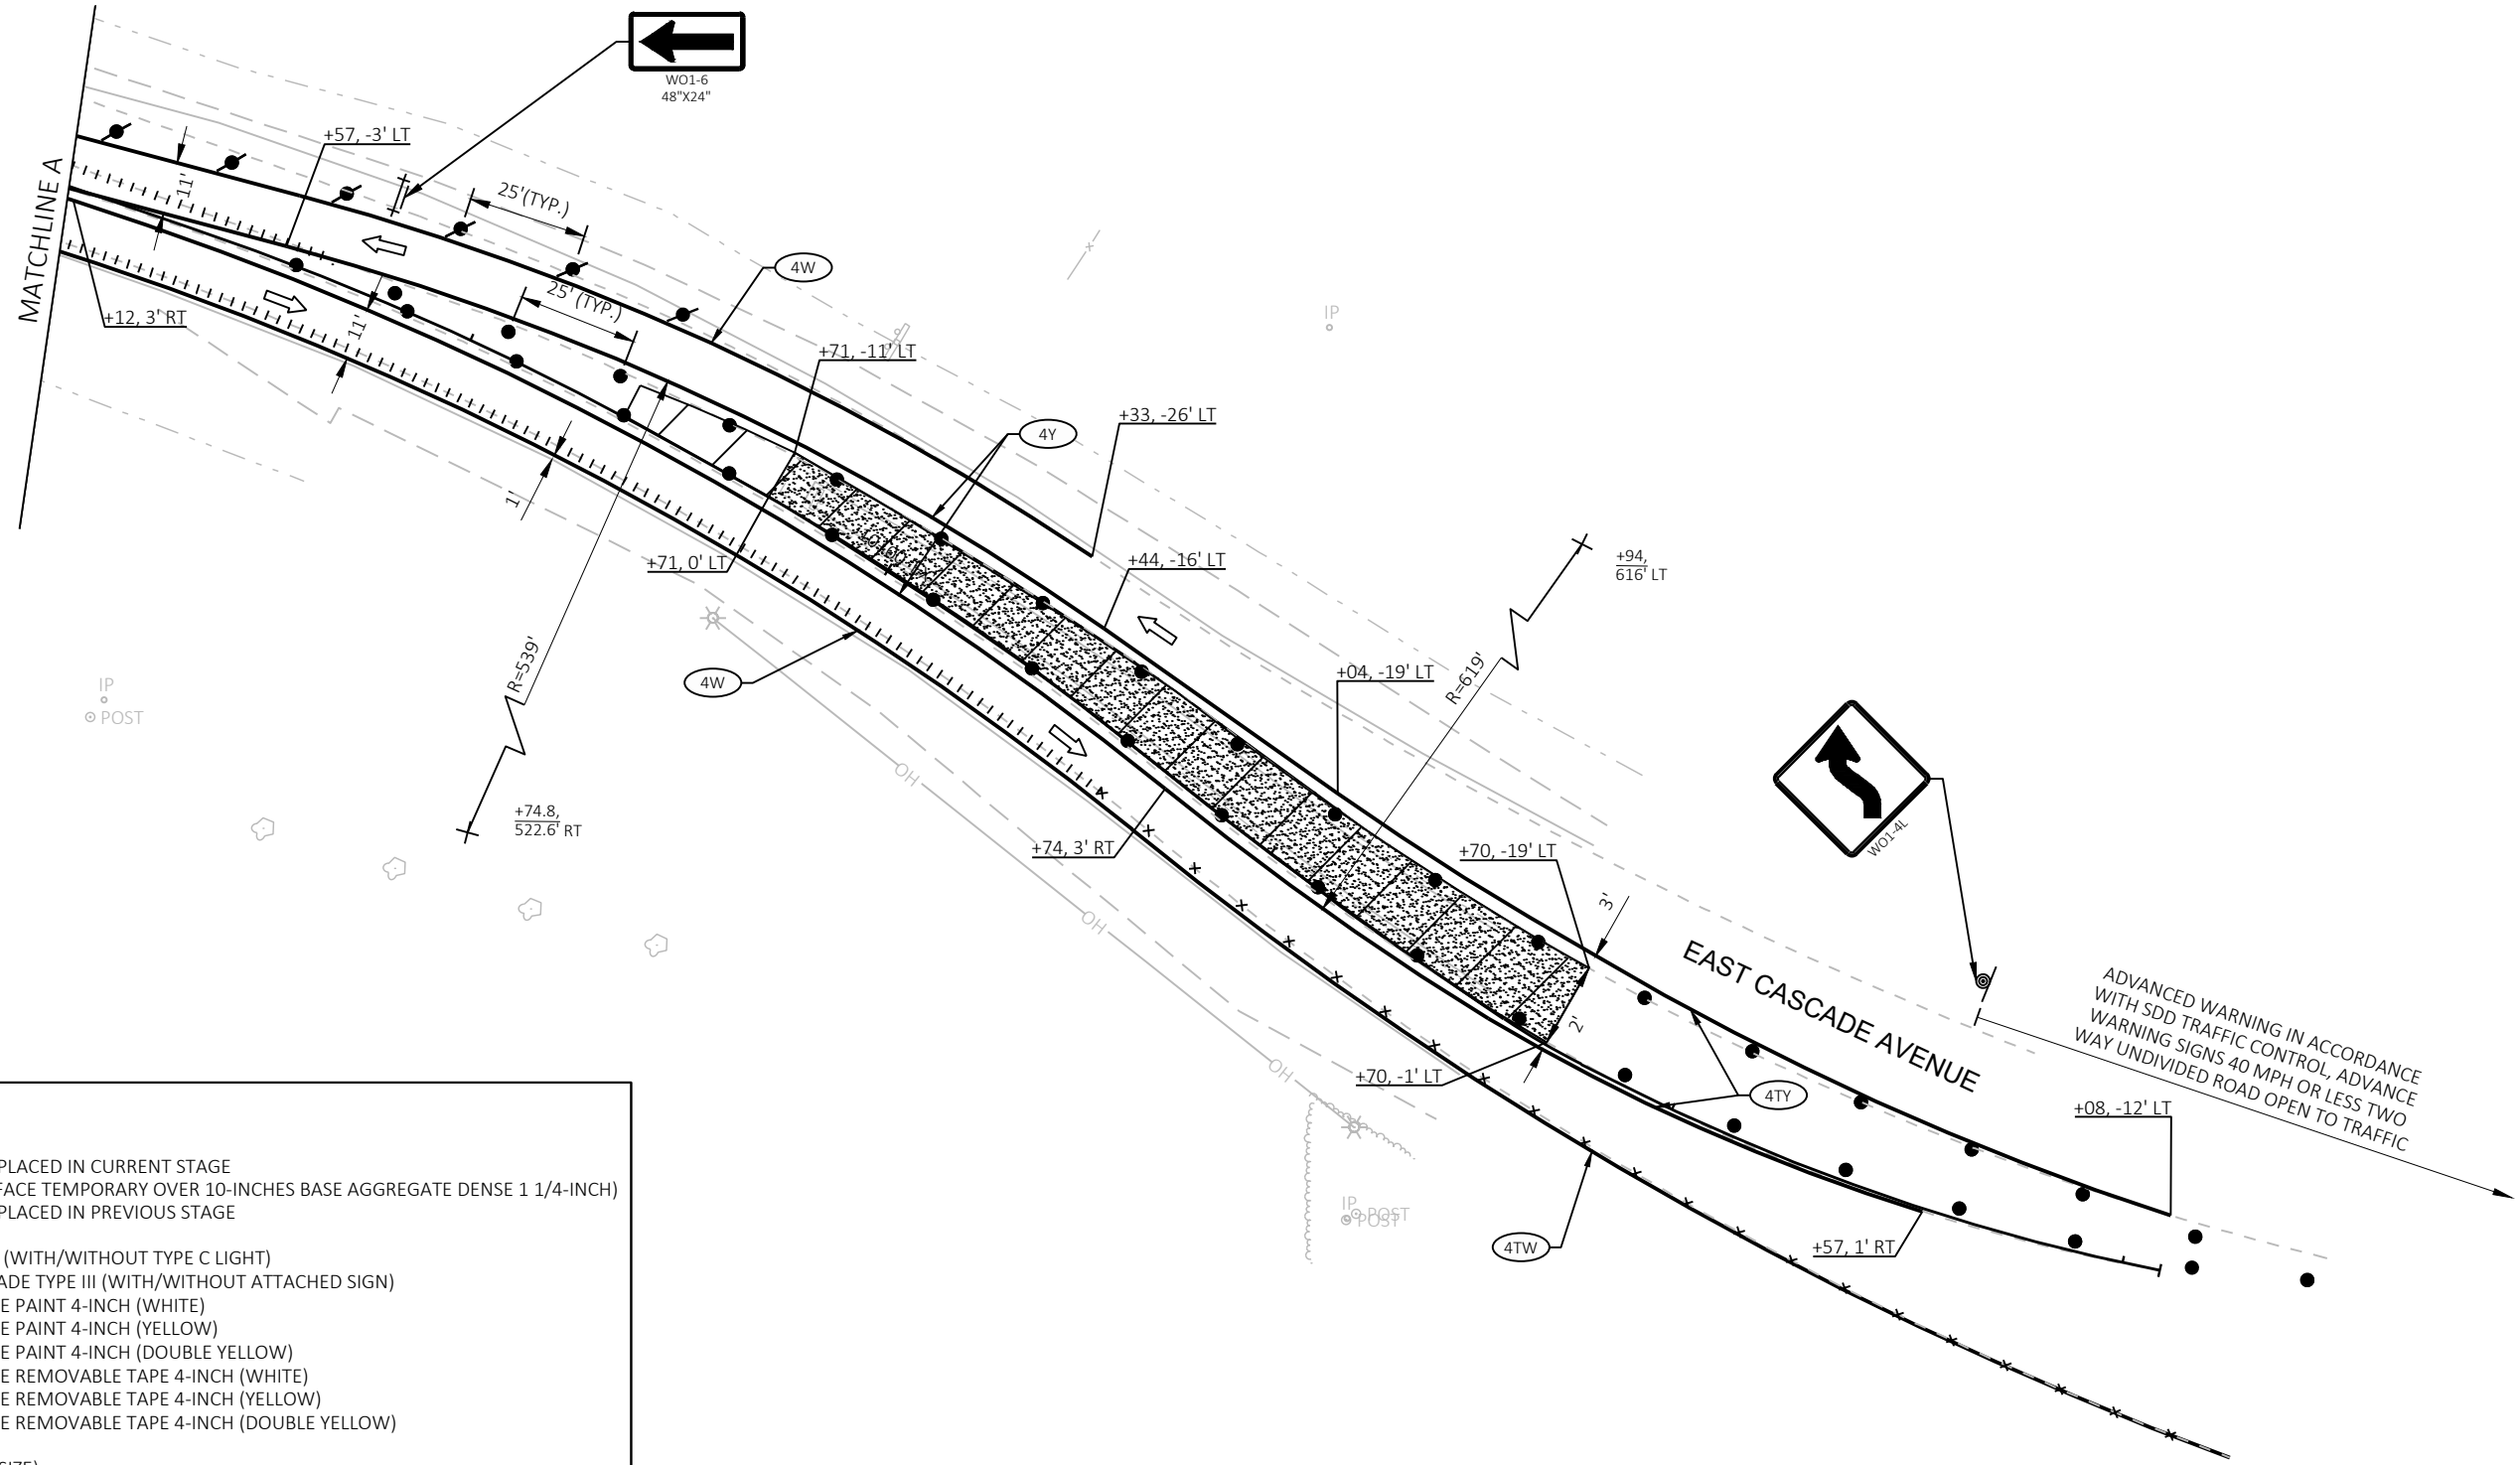 WO1-6
48"X24"
MATCHLINE A
+57, -3' LT
11'
25'(TYP.)
4W
25' (TYP.)
+12, 3' RT
11'
IP
+71, -11' LT
+33, -26' LT
4Y
1'
+71, 0' LT
+44, -16' LT
+94,
616' LT
R=539'
4W
+04, -19' LT
R=619'
IP
POST
OH
+74.8,
522.6' RT
+74, 3' RT
+70, -19' LT
WO1-4L
3'
OH
EAST CASCADE AVENUE
ADVANCED WARNING IN ACCORDANCE
WITH SDD TRAFFIC CONTROL, ADVANCE
WARNING SIGNS 40 MPH OR LESS TWO
WAY UNDIVIDED ROAD OPEN TO TRAFFIC
2'
OH
+70, -1' LT
4TY
+08, -12' LT
IP
POST
POST
4TW
+57, 1' RT
PLACED IN CURRENT STAGE
FACE TEMPORARY OVER 10-INCHES BASE AGGREGATE DENSE 1 1/4-INCH)
PLACED IN PREVIOUS STAGE
(WITH/WITHOUT TYPE C LIGHT)
ADE TYPE III (WITH/WITHOUT ATTACHED SIGN)
E PAINT 4-INCH (WHITE)
E PAINT 4-INCH (YELLOW)
E PAINT 4-INCH (DOUBLE YELLOW)
E REMOVABLE TAPE 4-INCH (WHITE)
E REMOVABLE TAPE 4-INCH (YELLOW)
E REMOVABLE TAPE 4-INCH (DOUBLE YELLOW)